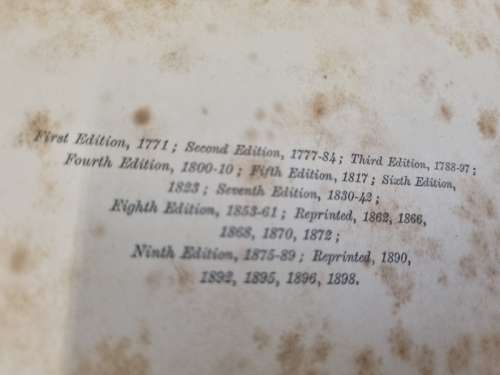 First Edition, 1771; Second Edition, 1777-84; Third Edition, 1788-97;
Fourth Edition, 1800-10; Fifth Edition, 1817; Sixth Edition,
1823; Seventh Edition, 1830-42;
Eighth Edition, 1853-61; Reprinted, 1862, 1866,
1868, 1870, 1872;
Ninth Edition, 1875-89; Reprinted, 1890,
1892, 1895, 1896, 1898.